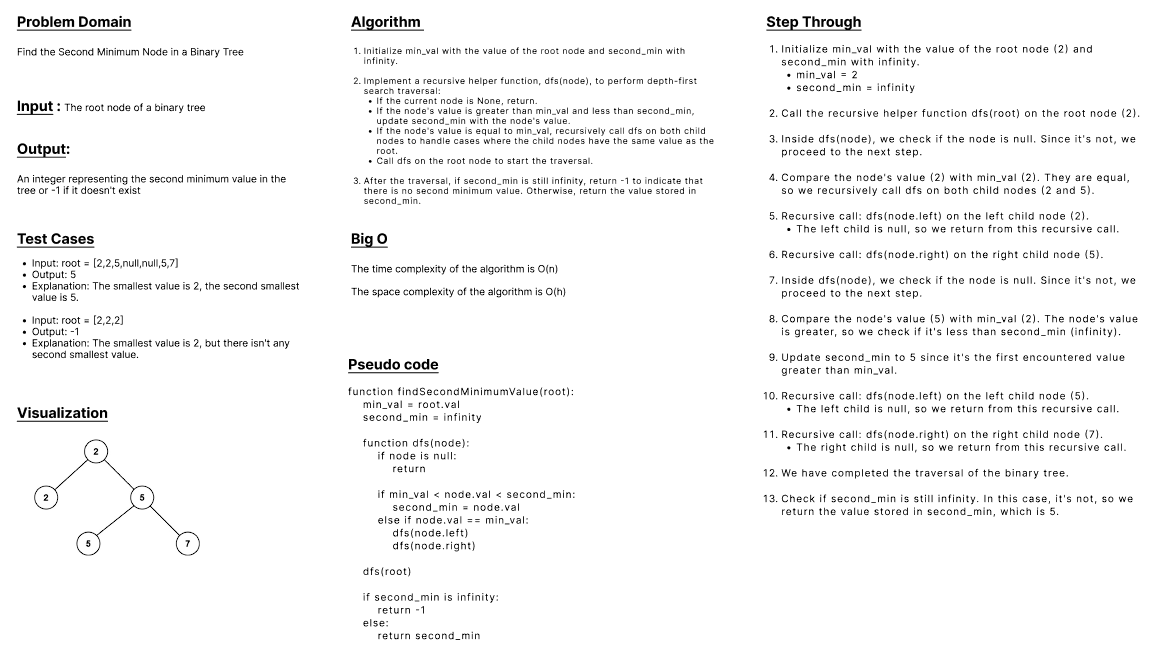 Problem Domain
Find the Second Minimum Node in a Binary Tree
Input : The root node of a binary tree
Output:
An integer representing the second minimum value in the
tree or -1 if it doesn't exist
Test Cases
• Input: root = [2,2,5,null,null,5,7]
• Output: 5
• Explanation: The smallest value is 2, the second smallest
value is 5.
• Input: root = [2,2,2]
• Output: -1
• Explanation: The smallest value is 2, but there isn't any
second smallest value.
Visualization
2
2
5
5
7
Algorithm
1. Initialize min_val with the value of the root node and second_min with
infinity.
2. Implement a recursive helper function, dfs(node), to perform depth-first
search traversal:
• If the current node is None, return.
• If the node's value is greater than min_val and less than second_min,
update second_min with the node's value.
• If the node's value is equal to min_val, recursively call dfs on both child
nodes to handle cases where the child nodes have the same value as the
root.
• Call dfs on the root node to start the traversal.
3. After the traversal, if second_min is still infinity, return -1 to indicate that
there is no second minimum value. Otherwise, return the value stored in
second_min.
Big O
The time complexity of the algorithm is O(n)
The space complexity of the algorithm is O(h)
Pseudo code
function findSecondMinimumValue(root):
min_val = root.val
second_min = infinity
function dfs(node):
if node is null:
return
if min_val < node.val < second_min:
second_min = node.val
else if node.val == min_val:
dfs(node.left)
dfs(node.right)
dfs(root)
if second_min is infinity:
return -1
else:
return second_min
Step Through
1. Initialize min_val with the value of the root node (2) and
second_min with infinity.
• min_val = 2
• second_min = infinity
2. Call the recursive helper function dfs(root) on the root node (2).
3. Inside dfs(node), we check if the node is null. Since it's not, we
proceed to the next step.
4. Compare the node's value (2) with min_val (2). They are equal,
so we recursively call dfs on both child nodes (2 and 5).
5. Recursive call: dfs(node.left) on the left child node (2).
• The left child is null, so we return from this recursive call.
6. Recursive call: dfs(node.right) on the right child node (5).
7. Inside dfs(node), we check if the node is null. Since it's not, we
proceed to the next step.
8. Compare the node's value (5) with min_val (2). The node's value
is greater, so we check if it's less than second_min (infinity).
9. Update second_min to 5 since it's the first encountered value
greater than min_val.
10. Recursive call: dfs(node.left) on the left child node (5).
• The left child is null, so we return from this recursive call.
11. Recursive call: dfs(node.right) on the right child node (7).
• The right child is null, so we return from this recursive call.
12. We have completed the traversal of the binary tree.
13. Check if second_min is still infinity. In this case, it's not, so we
return the value stored in second_min, which is 5.